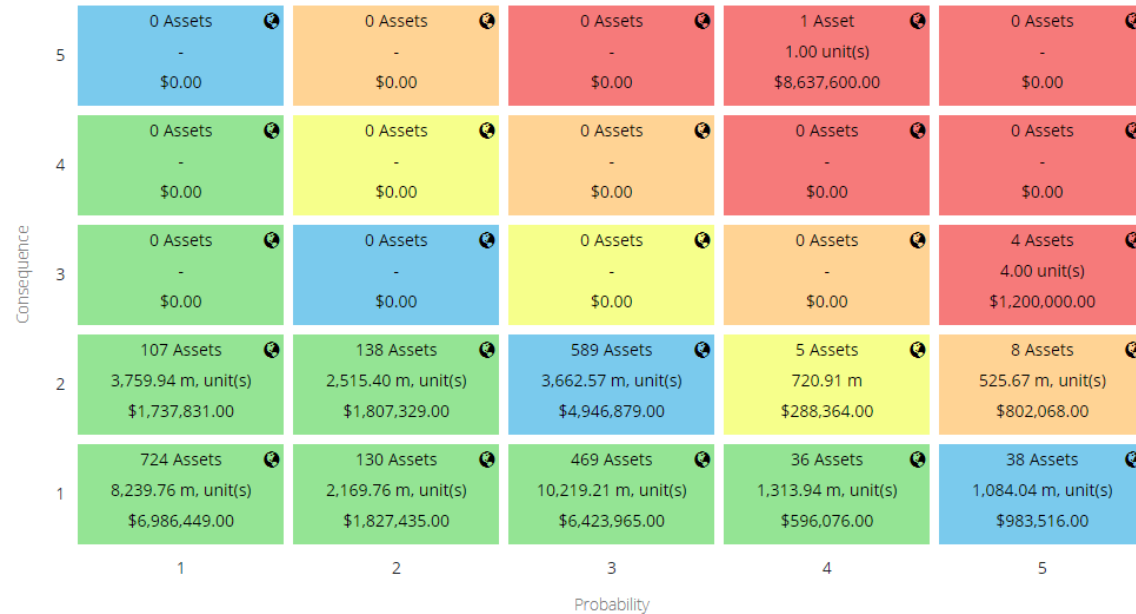 0 Assets 0 Assets 0 Assets 1 Asset 0 Assets
5 - - - 1.00 unit(s) -
$0.00 $0.00 $0.00 $8,637,600.00 $0.00
0 Assets 0 Assets 0 Assets 0 Assets 0 Assets
4 - - - - -
$0.00 $0.00 $0.00 $0.00 $0.00
0 Assets 0 Assets 0 Assets 0 Assets 4 Assets
3 - - - - 4.00 unit(s)
$0.00 $0.00 $0.00 $0.00 $1,200,000.00
107 Assets 138 Assets 589 Assets 5 Assets 8 Assets
2 3,759.94 m, unit(s) 2,515.40 m, unit(s) 3,662.57 m, unit(s) 720.91 m 525.67 m, unit(s)
$1,737,831.00 $1,807,329.00 $4,946,879.00 $288,364.00 $802,068.00
724 Assets 130 Assets 469 Assets 36 Assets 38 Assets
1 8,239.76 m, unit(s) 2,169.76 m, unit(s) 10,219.21 m, unit(s) 1,313.94 m, unit(s) 1,084.04 m, unit(s)
$6,986,449.00 $1,827,435.00 $6,423,965.00 $596,076.00 $983,516.00
1 2 3 4 5
Probability
Consequence